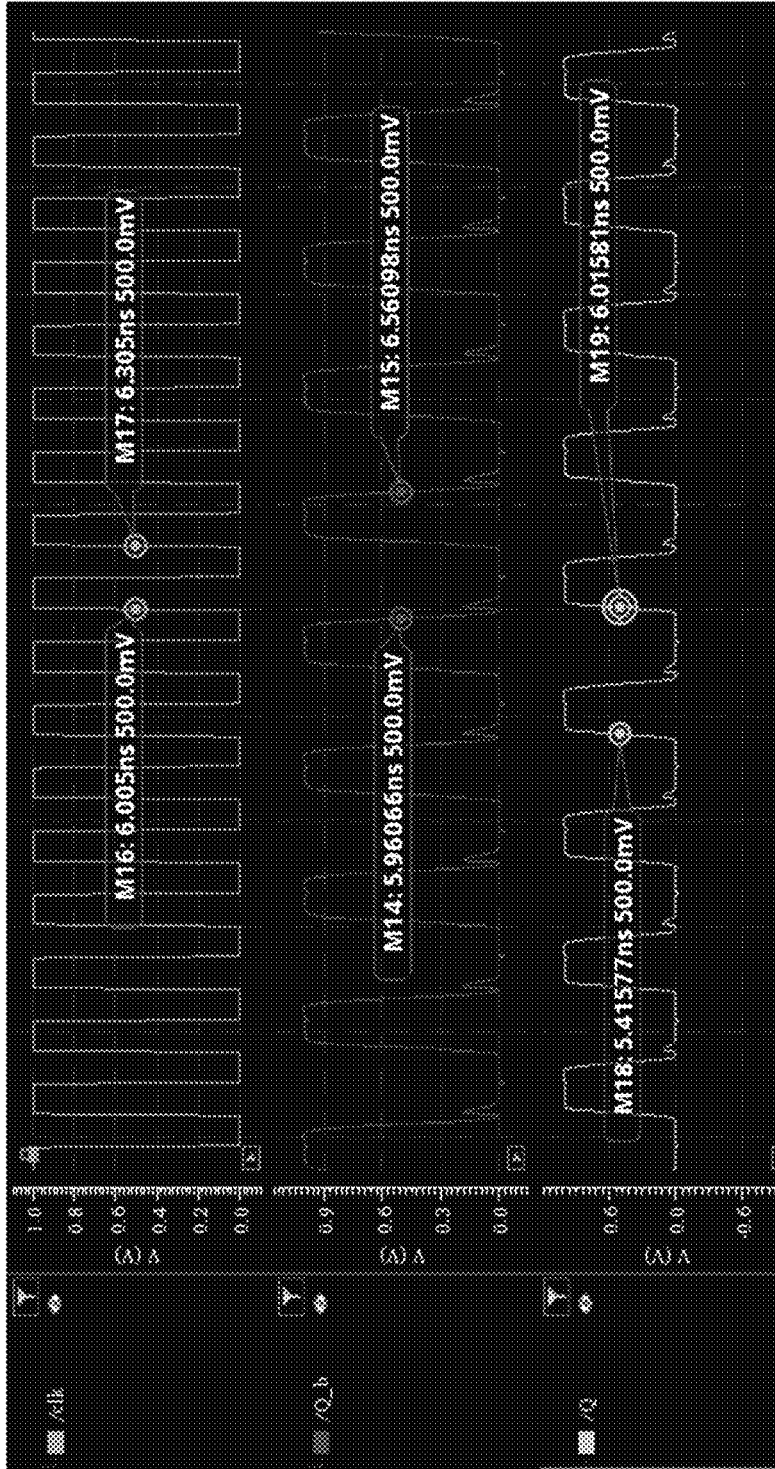 /clk
V (V)
1.0
0.8
0.6
0.4
0.2
0.0
M16: 6.005ns 500.0mV
M17: 6.305ns 500.0mV
/Q_b
V (V)
0.9
0.6
0.3
0.0
M14: 5.96066ns 500.0mV
M15: 6.56098ns 500.0mV
/Q
V (V)
0.6
0.0
-0.6
M18: 5.41577ns 500.0mV
M19: 6.01581ns 500.0mV